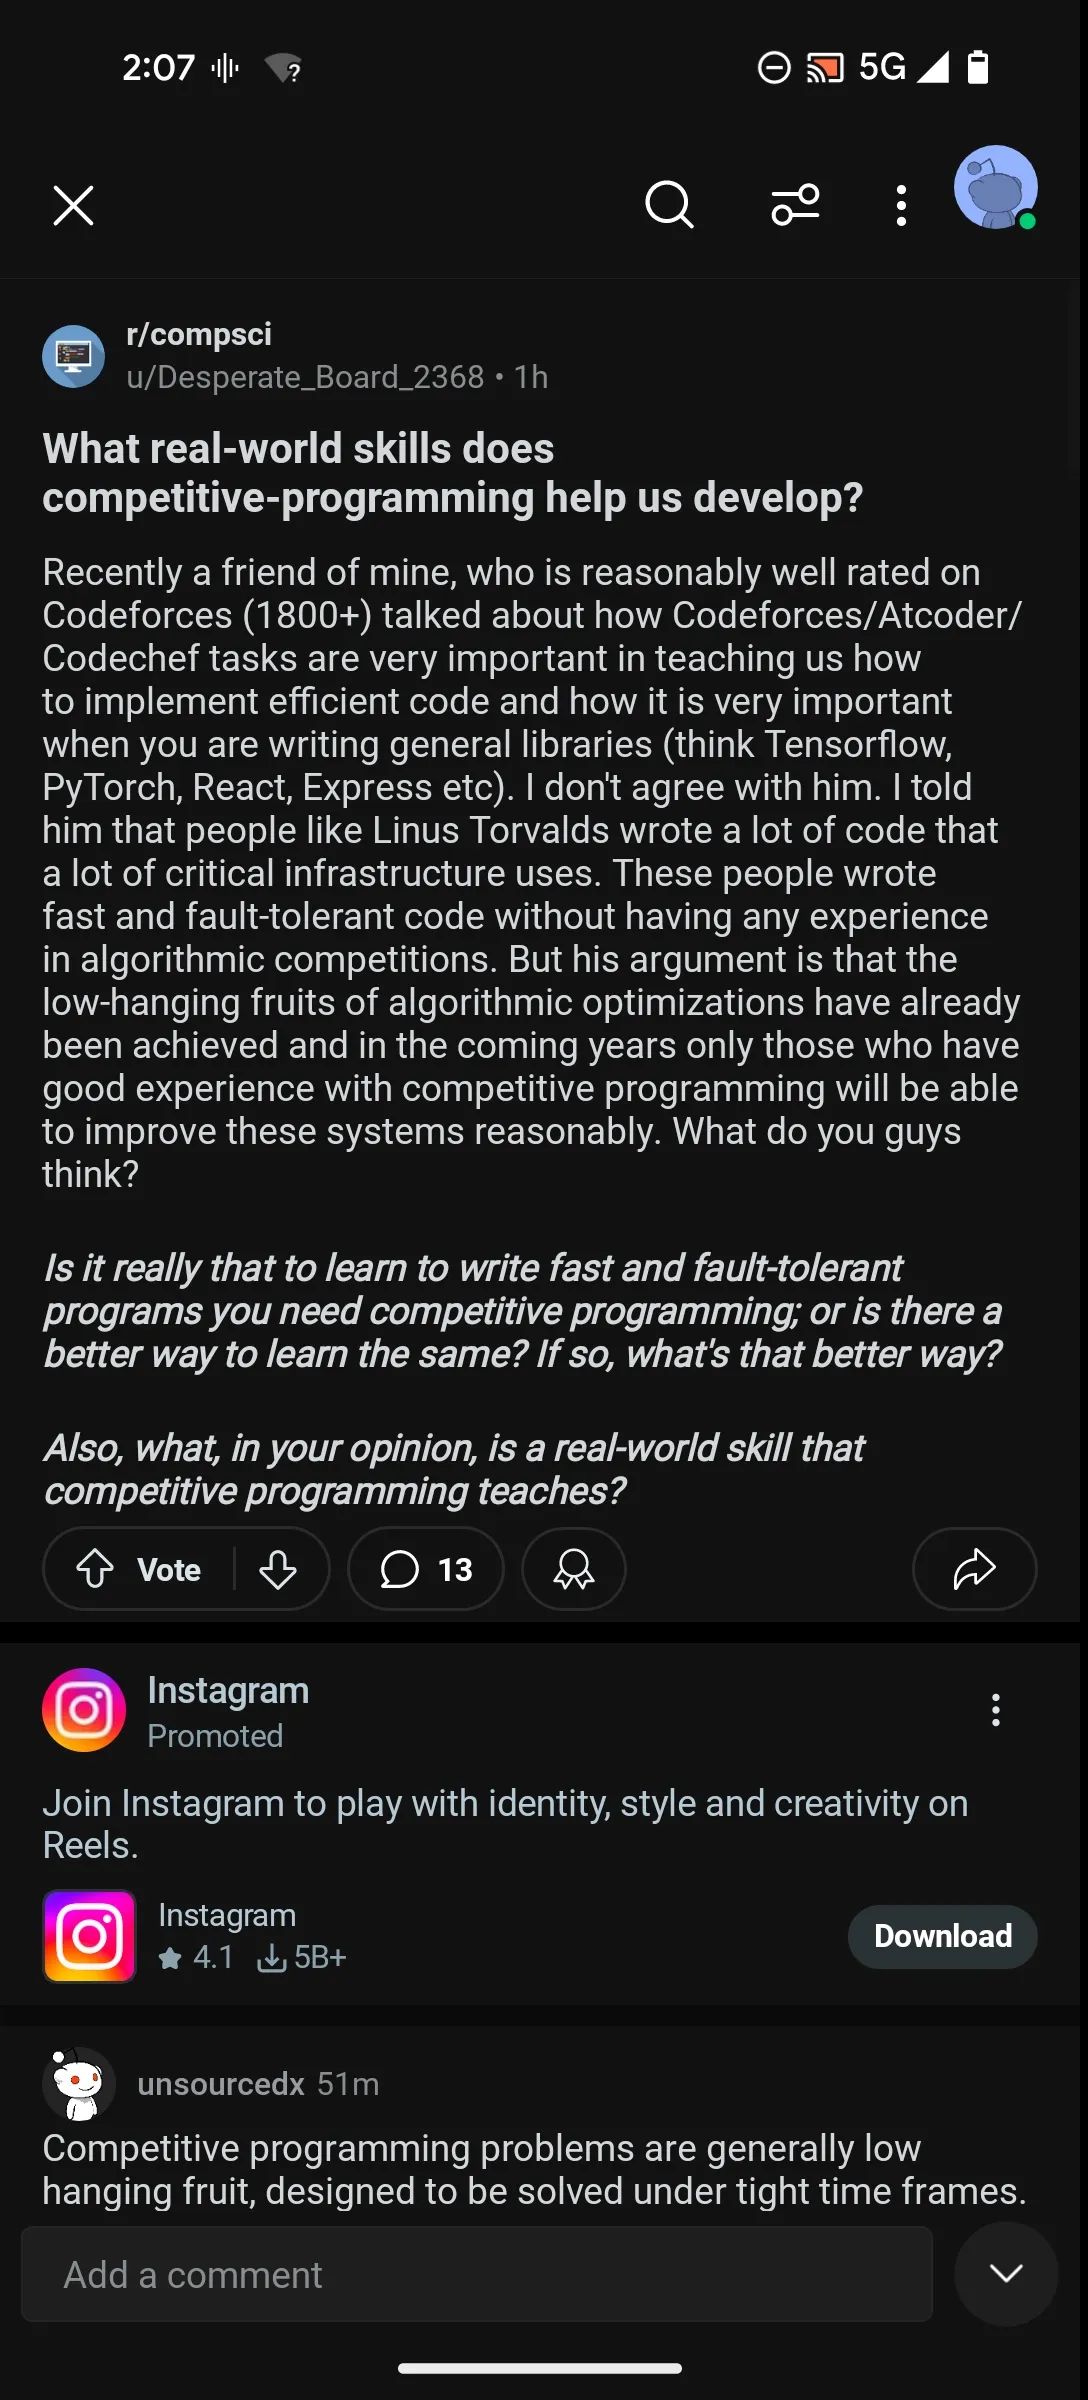 2:07
5G
r/compsci
u/Desperate_Board_2368 • 1h
What real-world skills does
competitive-programming help us develop?
Recently a friend of mine, who is reasonably well rated on
Codeforces (1800+) talked about how Codeforces/Atcoder/
Codechef tasks are very important in teaching us how
to implement efficient code and how it is very important
when you are writing general libraries (think Tensorflow,
PyTorch, React, Express etc). I don't agree with him. I told
him that people like Linus Torvalds wrote a lot of code that
a lot of critical infrastructure uses. These people wrote
fast and fault-tolerant code without having any experience
in algorithmic competitions. But his argument is that the
low-hanging fruits of algorithmic optimizations have already
been achieved and in the coming years only those who have
good experience with competitive programming will be able
to improve these systems reasonably. What do you guys
think?
Is it really that to learn to write fast and fault-tolerant
programs you need competitive programming; or is there a
better way to learn the same? If so, what's that better way?
Also, what, in your opinion, is a real-world skill that
competitive programming teaches?
Vote
13
Instagram
Promoted
Join Instagram to play with identity, style and creativity on
Reels.
Instagram
4.1 5B+
Download
unsourcedx 51m
Competitive programming problems are generally low
hanging fruit, designed to be solved under tight time frames.
Add a comment